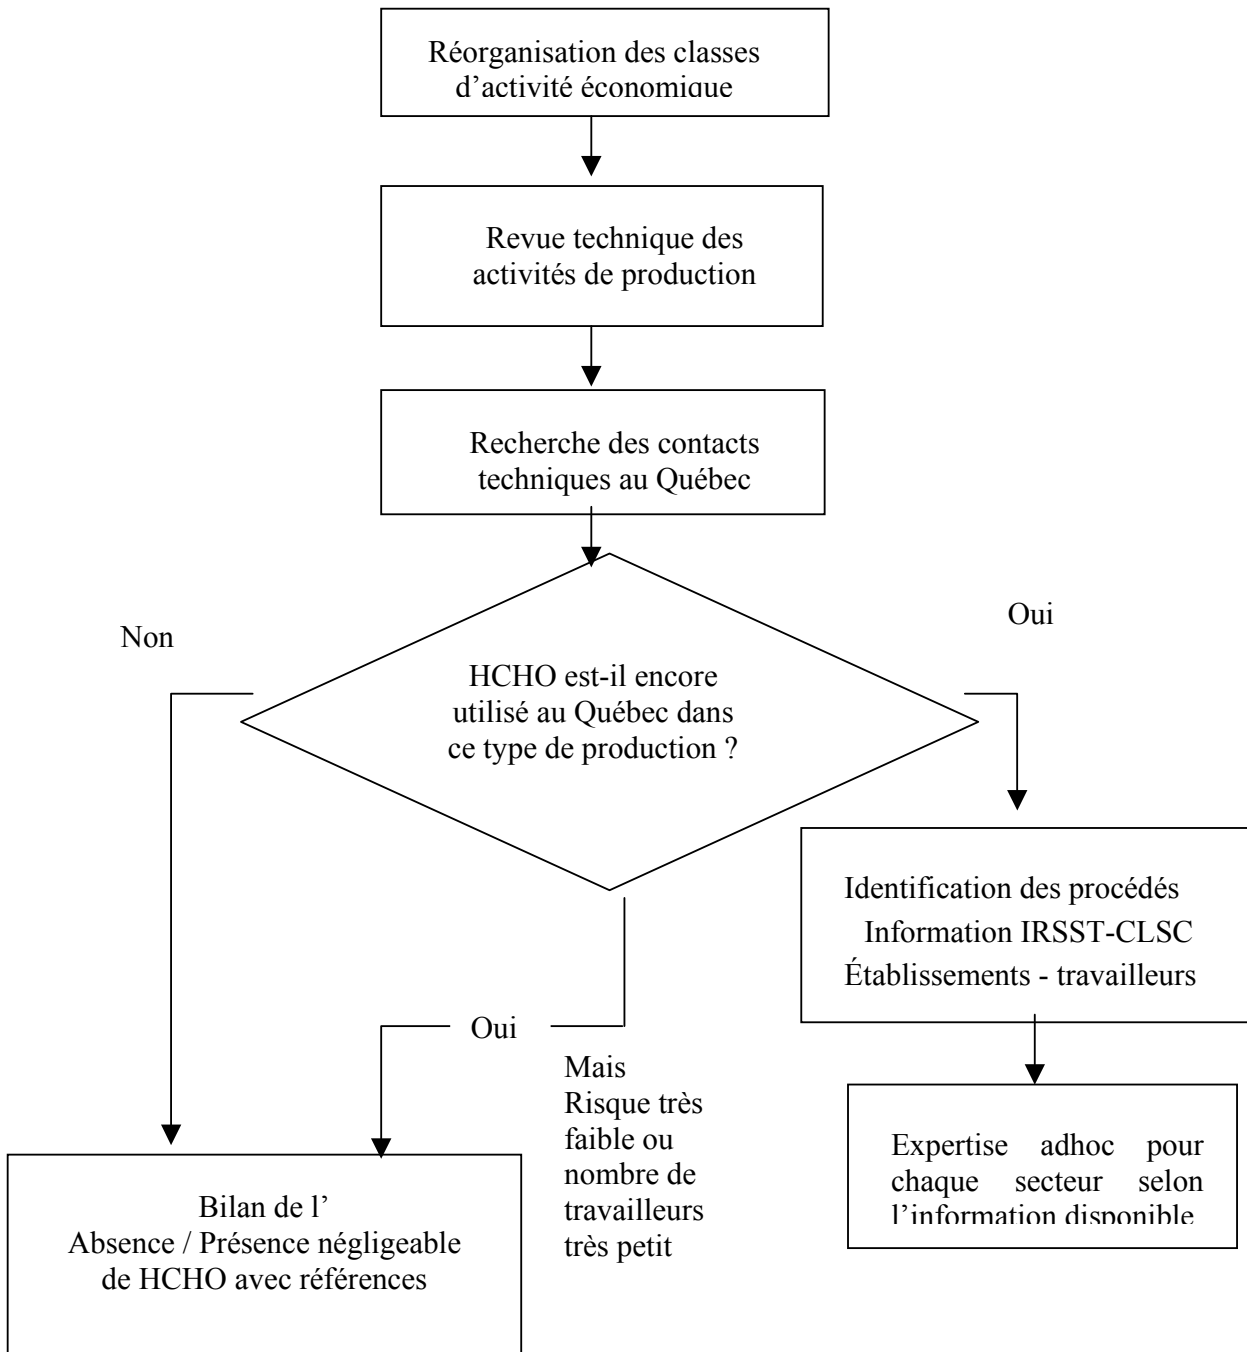 Réorganisation des classes
d'activité économique
Revue technique des
activités de production
Recherche des contacts
techniques au Québec
Non
Oui
HCHO est-il encore
utilisé au Québec dans
ce type de production ?
Identification des procédés
Information IRSST-CLSC
Établissements - travailleurs
Oui
Mais
Risque très
faible ou
nombre de
travailleurs
très petit
Expertise adhoc pour
chaque secteur selon
l'information disponible
Bilan de l'
Absence / Présence négligeable
de HCHO avec références